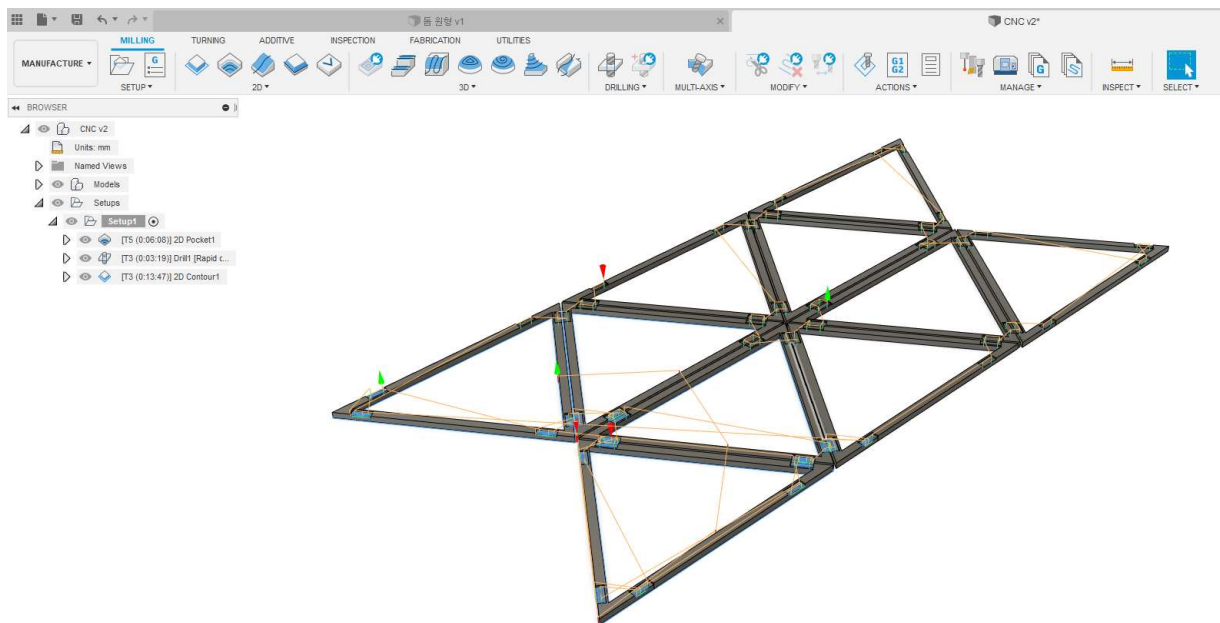 돔 원형 v1
CNC v2*
MANUFACTURE
MILLING TURNING ADDITIVE INSPECTION FABRICATION UTILITIES
G G1 G2 G
SETUP 2D 3D DRILLING MULTI-AXIS MODIFY ACTIONS MANAGE INSPECT SELECT
BROWSER
CNC v2
Units: mm
Named Views
Models
Setups
Setup1
[T5 (0:06:08)] 2D Pocket1
[T3 (0:03:19)] Drill1 [Rapid c...
[T3 (0:13:47)] 2D Contour1